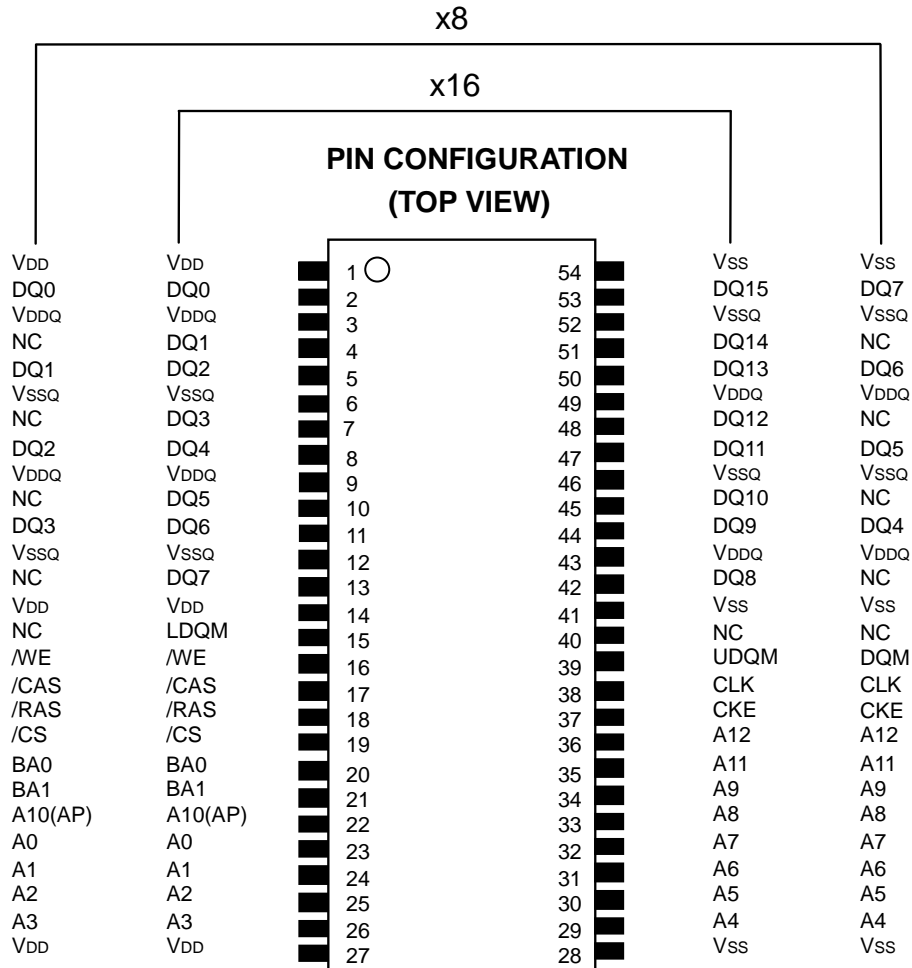 x8
x16
PIN CONFIGURATION
(TOP VIEW)
VDD VDD 1 54 VSS VSS
DQ0 DQ0 2 53 DQ15 DQ7
VDDQ VDDQ 3 52 VSSQ VSSQ
NC DQ1 4 51 DQ14 NC
DQ1 DQ2 5 50 DQ13 DQ6
VSSQ VSSQ 6 49 VDDQ VDDQ
NC DQ3 7 48 DQ12 NC
DQ2 DQ4 8 47 DQ11 DQ5
VDDQ VDDQ 9 46 VSSQ VSSQ
NC DQ5 10 45 DQ10 NC
DQ3 DQ6 11 44 DQ9 DQ4
VSSQ VSSQ 12 43 VDDQ VDDQ
NC DQ7 13 42 DQ8 NC
VDD VDD 14 41 VSS VSS
NC LDQM 15 40 NC NC
/WE /WE 16 39 UDQM DQM
/CAS /CAS 17 38 CLK CLK
/RAS /RAS 18 37 CKE CKE
/CS /CS 19 36 A12 A12
BA0 BA0 20 35 A11 A11
BA1 BA1 21 34 A9 A9
A10(AP) A10(AP) 22 33 A8 A8
A0 A0 23 32 A7 A7
A1 A1 24 31 A6 A6
A2 A2 25 30 A5 A5
A3 A3 26 29 A4 A4
VDD VDD 27 28 VSS VSS